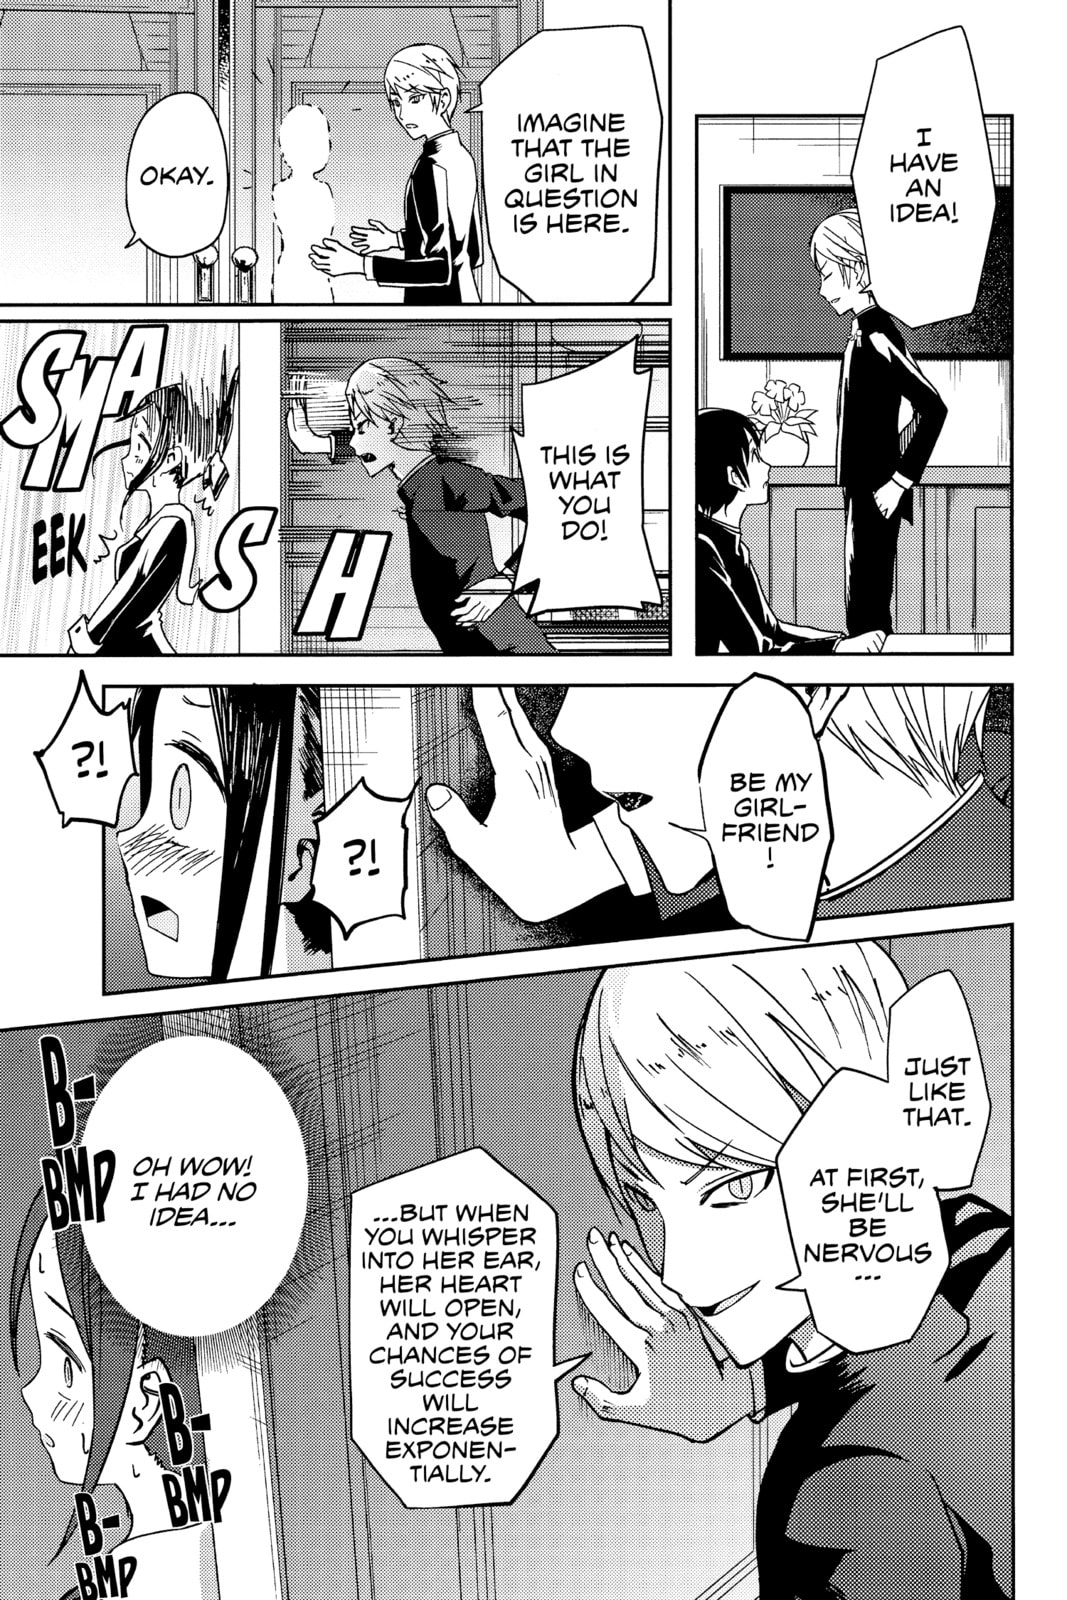 I
HAVE
AN
IDEA!
IMAGINE
THAT THE
GIRL IN
QUESTION
IS HERE.
OKAY.
THIS IS
WHAT
YOU
DO!
SMASH
EEK
BE MY
GIRL-
FRIEND
!
?!
?!
JUST
LIKE
THAT.
AT FIRST,
SHE'LL
BE
NERVOUS
...
...BUT WHEN
YOU WHISPER
INTO HER EAR,
HER HEART
WILL OPEN,
AND YOUR
CHANCES OF
SUCCESS
WILL
INCREASE
EXPONEN-
TIALLY.
OH WOW!
I HAD NO
IDEA...
B-
BMP
B-
BMP
B-
BMP